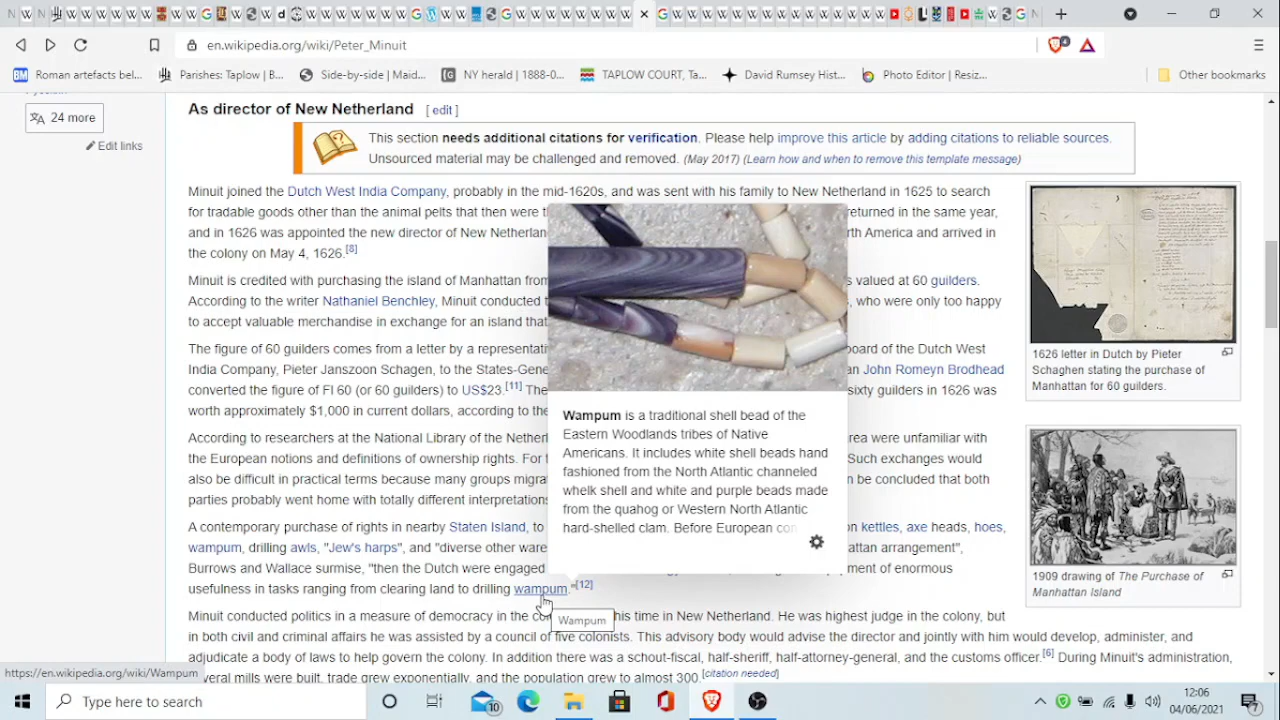 en.wikipedia.org/wiki/Peter_Minuit
4
BM Roman artefacts bel...
Parishes: Taplow | B...
Side-by-side | Maid...
NY herald | 1888-0...
TAPLOW COURT, Ta...
David Rumsey Hist...
Photo Editor | Resiz...
Other bookmarks
24 more
Edit links
As director of New Netherland [ edit ]
This section needs additional citations for verification. Please help improve this article by adding citations to reliable sources.
Unsourced material may be challenged and removed. (May 2017) (Learn how and when to remove this template message)
Minuit joined the Dutch West India Company, probably in the mid-1620s, and was sent with his family to New Netherland in 1625 to search
for tradable goods other than the animal pelts that then were eturned to the same year,
and in 1626 was appointed the new director of New Netherlan rth America and arrived in
the colony on May 4, 1626.[8]
Minuit is credited with purchasing the island of Manhattan fro s valued at 60 guilders.
According to the writer Nathaniel Benchley, Minuit conducted , who were only too happy
to accept valuable merchandise in exchange for an island that
The figure of 60 guilders comes from a letter by a representati board of the Dutch West
India Company, Pieter Janszoon Schagen, to the States-Gene an John Romeyn Brodhead
converted the figure of Fl 60 (or 60 guilders) to US$23.[11] The sixty guilders in 1626 was
worth approximately $1,000 in current dollars, according to the
According to researchers at the National Library of the Nether rea were unfamiliar with
the European notions and definitions of ownership rights. For t Such exchanges would
also be difficult in practical terms because many groups migra n be concluded that both
parties probably went home with totally different interpretations
A contemporary purchase of rights in nearby Staten Island, to on kettles, axe heads, hoes,
wampum, drilling awls, "Jew's harps", and "diverse other ware attan arrangement",
Burrows and Wallace surmise, "then the Dutch were engaged ment of enormous
usefulness in tasks ranging from clearing land to drilling wampum."[12]
Minuit conducted politics in a measure of democracy in the co his time in New Netherland. He was highest judge in the colony, but
in both civil and criminal affairs he was assisted by a council of five colonists. This advisory body would advise the director and jointly with him would develop, administer, and
adjudicate a body of laws to help govern the colony. In addition there was a schout-fiscal, half-sheriff, half-attorney-general, and the customs officer.[6] During Minuit's administration,
everal mills were built, trade grew exponentially, and the population grew to almost 300.[citation needed]
Wampum is a traditional shell bead of the
Eastern Woodlands tribes of Native
Americans. It includes white shell beads hand
fashioned from the North Atlantic channeled
whelk shell and white and purple beads made
from the quahog or Western North Atlantic
hard-shelled clam. Before European con
Wampum
1626 letter in Dutch by Pieter
Schaghen stating the purchase of
Manhattan for 60 guilders.
1909 drawing of The Purchase of
Manhattan Island
https://en.wikipedia.org/wiki/Wampum
Type here to search
10
12:06
04/06/2021
7